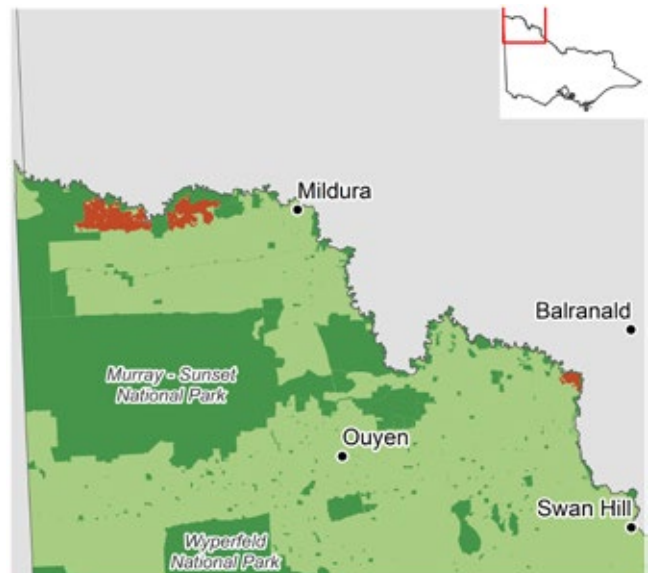 Mildura
Balranald
Murray - Sunset
National Park
Ouyen
Swan Hill
Wyperfeld
National Park